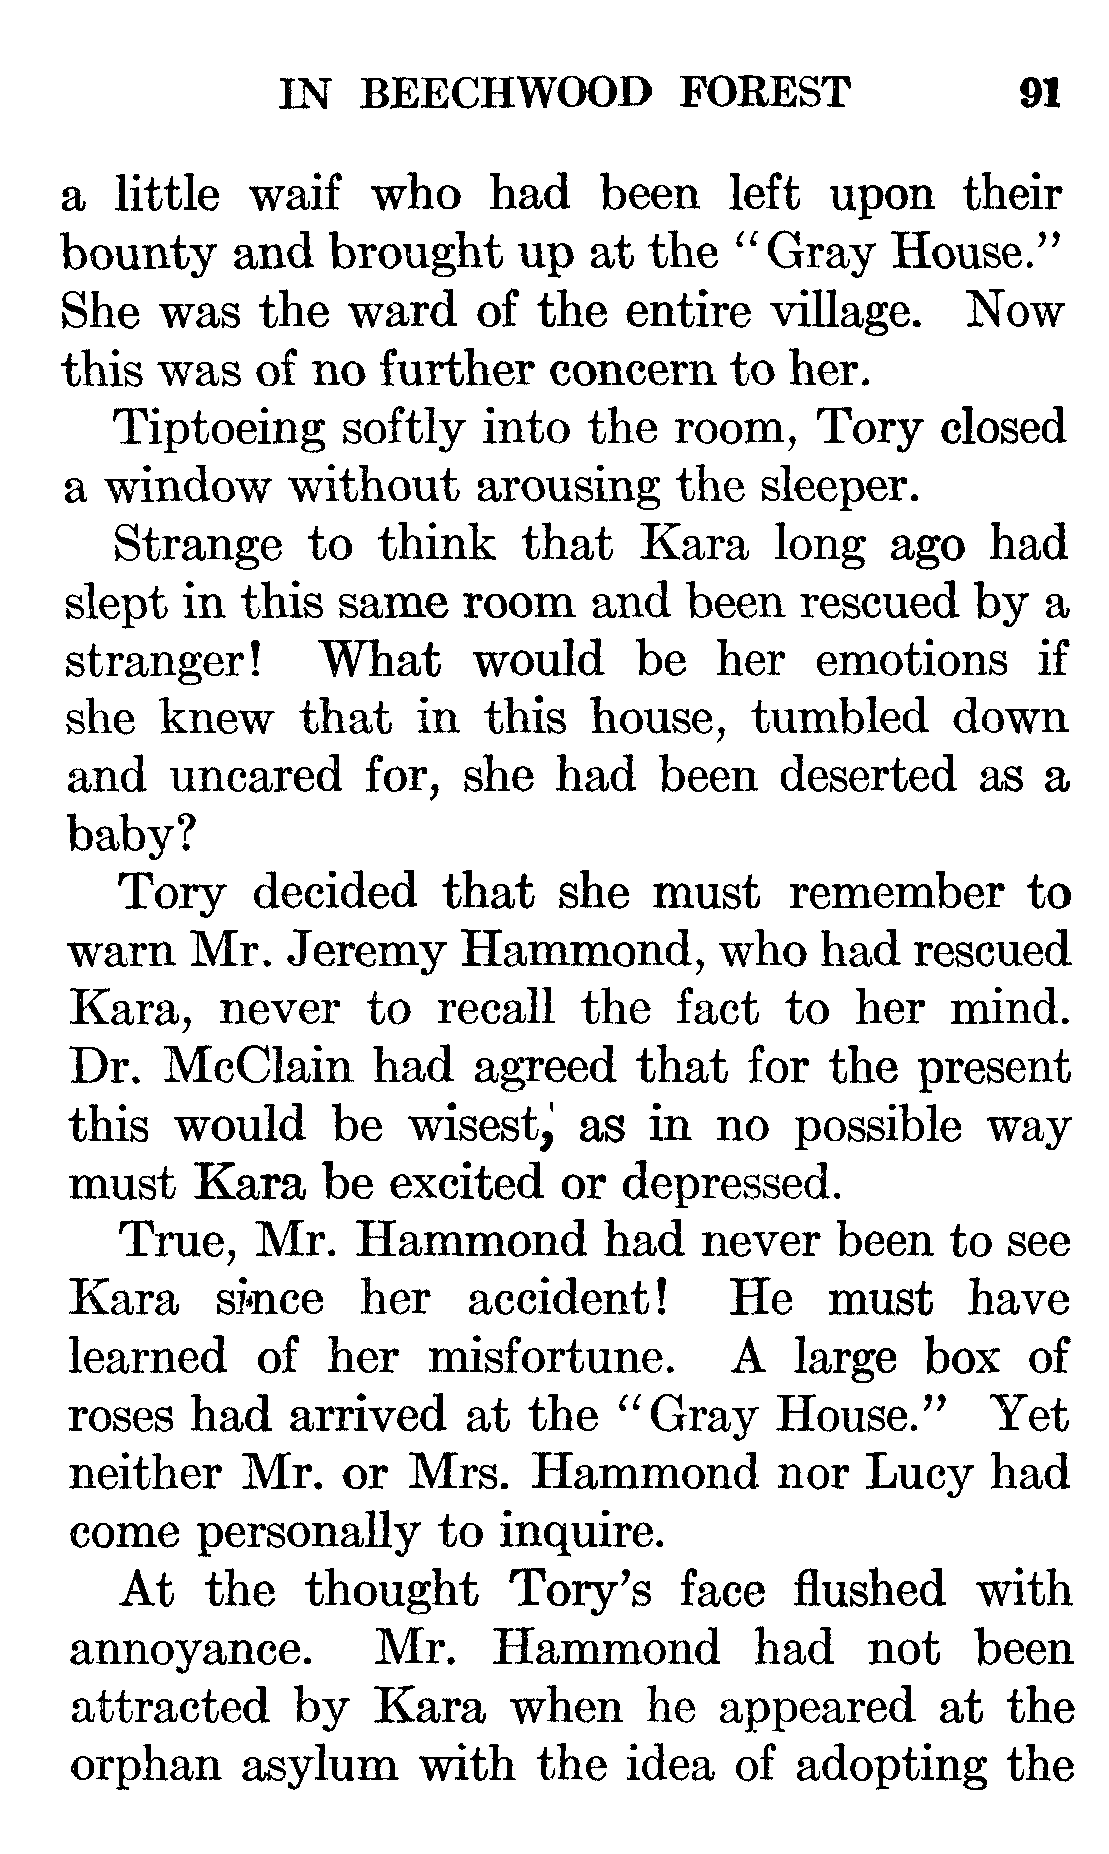 IN BEECHWOOD FOREST 91
a little waif who had been left upon their
bounty and brought up at the "Gray House."
She was the ward of the entire village. Now
this was of no further concern to her.
Tiptoeing softly into the room, Tory closed
a window without arousing the sleeper.
Strange to think that Kara long ago had
slept in this same room and been rescued by a
stranger! What would be her emotions if
she knew that in this house, tumbled down
and uncared for, she had been deserted as a
baby?
Tory decided that she must remember to
warn Mr. Jeremy Hammond, who had rescued
Kara, never to recall the fact to her mind.
Dr. McClain had agreed that for the present
this would be wisest, as in no possible way
must Kara be excited or depressed.
True, Mr. Hammond had never been to see
Kara since her accident! He must have
learned of her misfortune. A large box of
roses had arrived at the "Gray House." Yet
neither Mr. or Mrs. Hammond nor Lucy had
come personally to inquire.
At the thought Tory's face flushed with
annoyance. Mr. Hammond had not been
attracted by Kara when he appeared at the
orphan asylum with the idea of adopting the